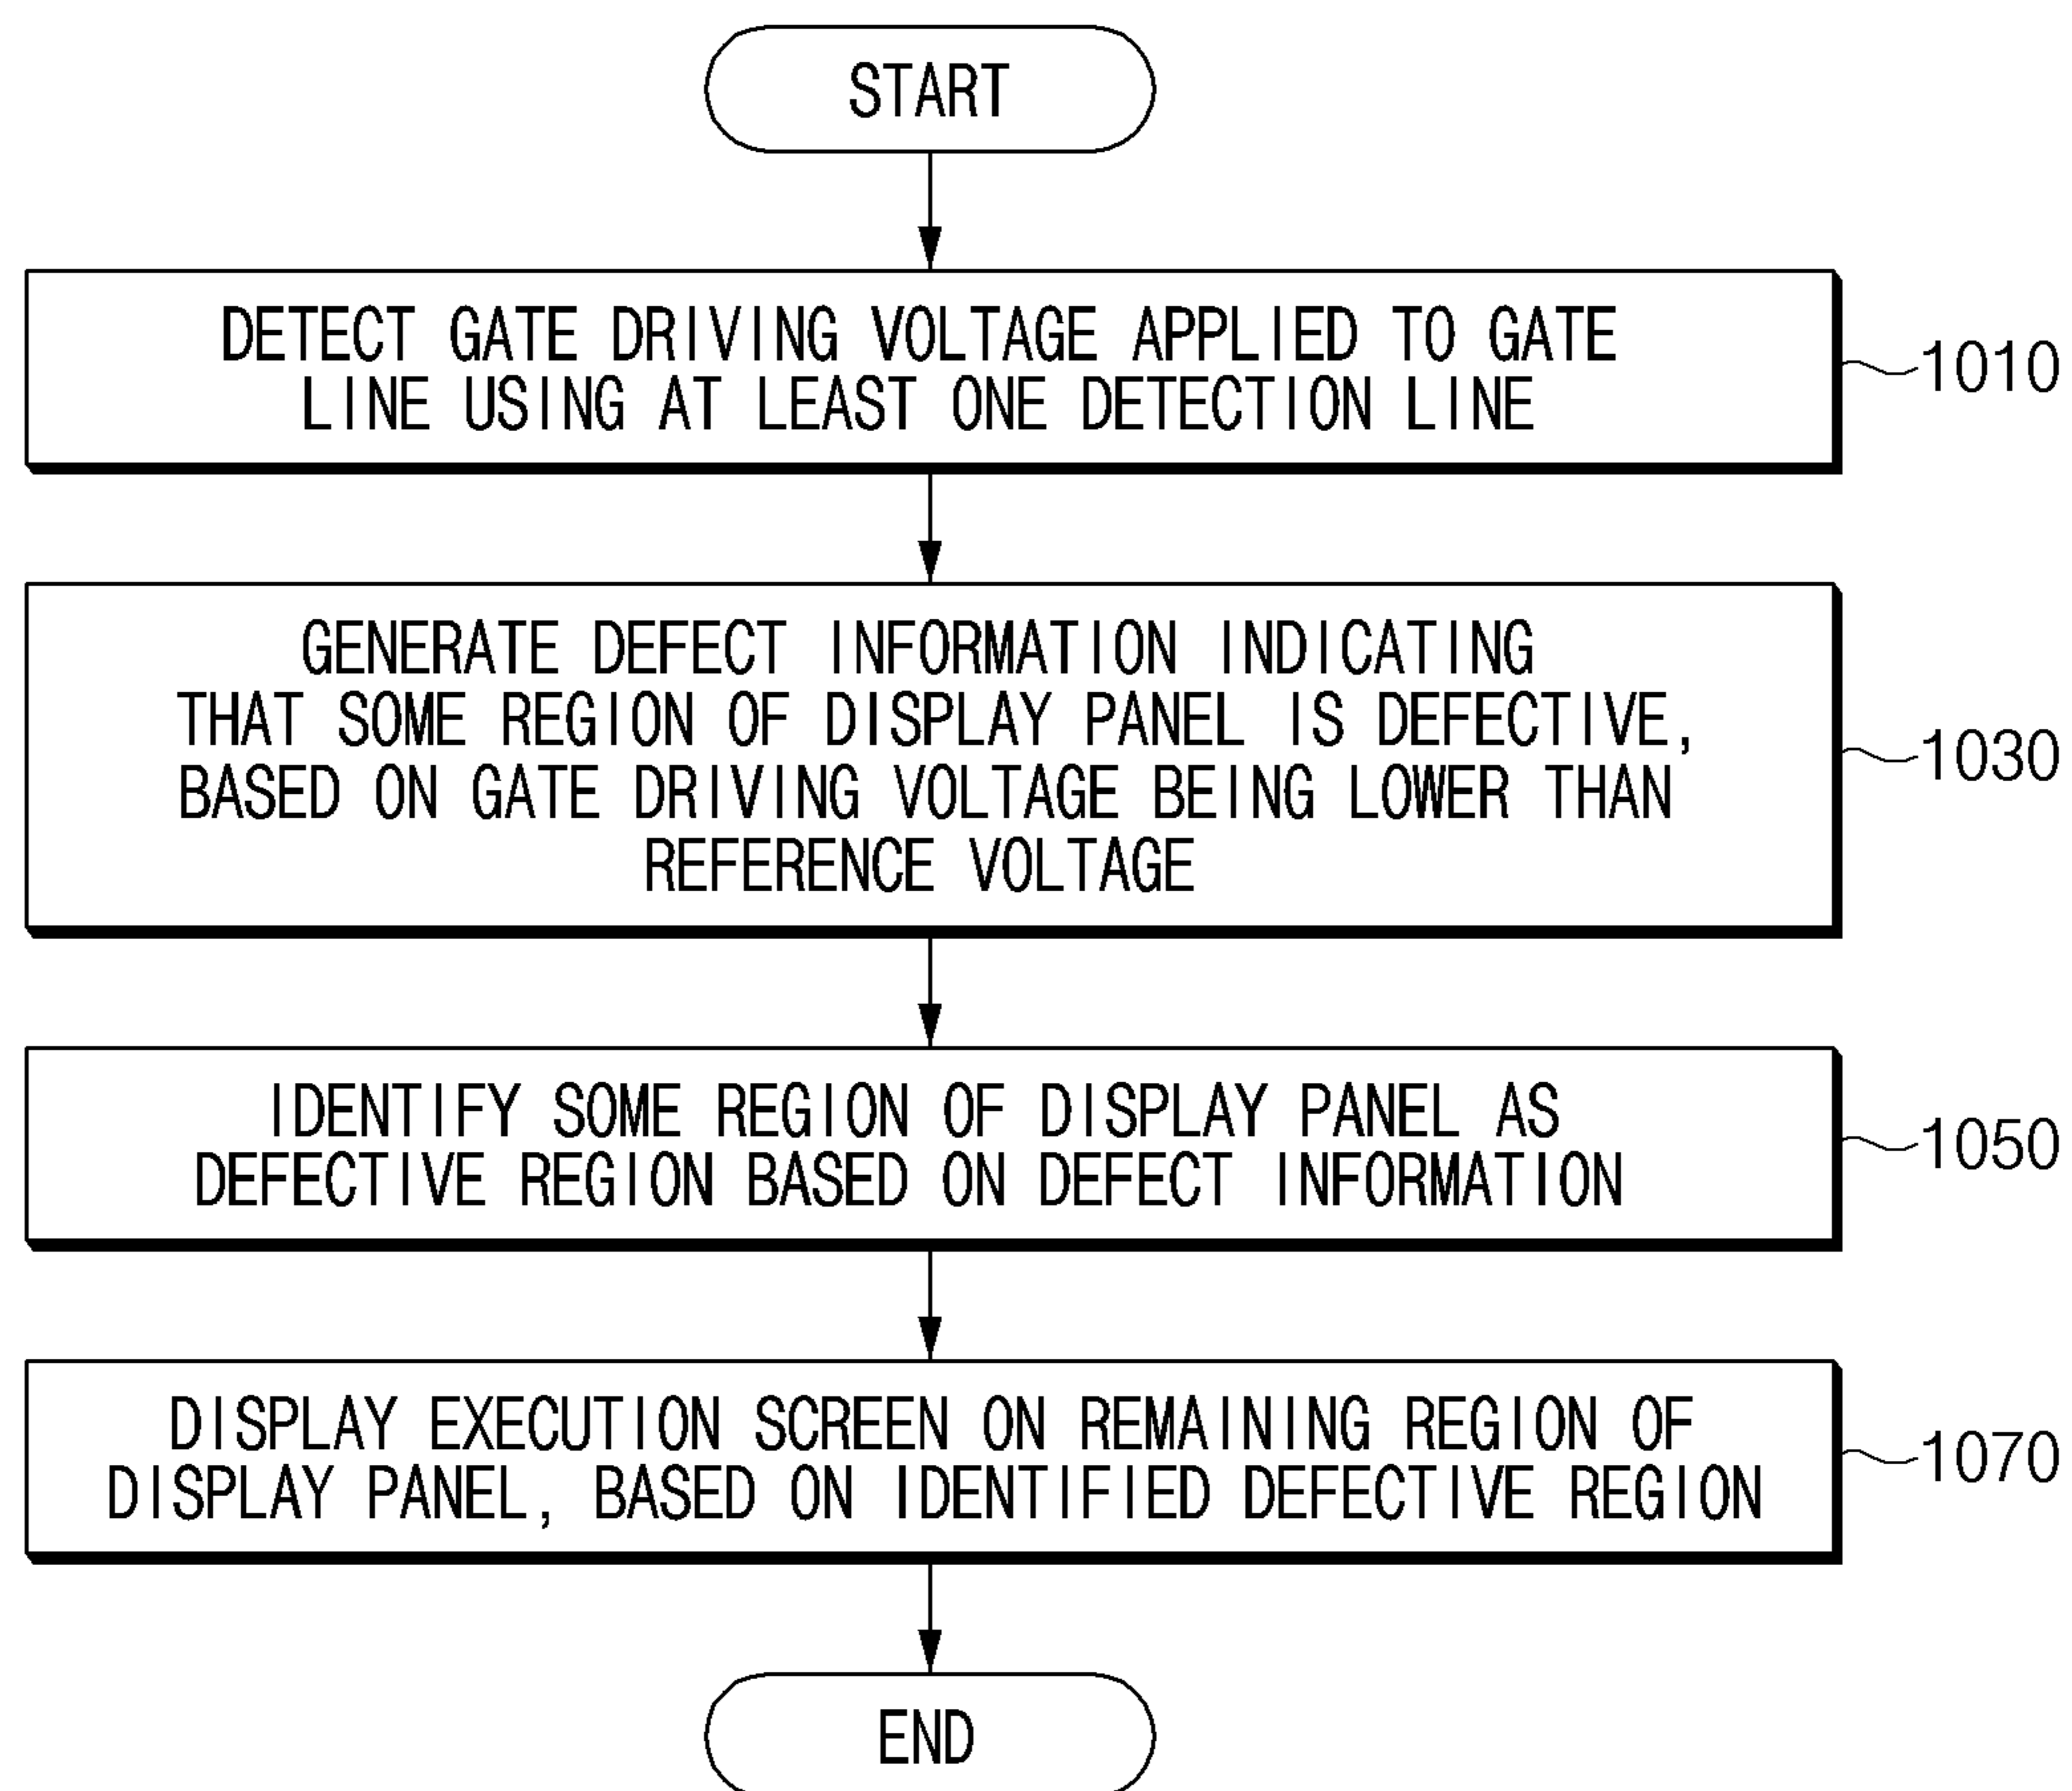 START
DETECT GATE DRIVING VOLTAGE APPLIED TO GATE
LINE USING AT LEAST ONE DETECTION LINE
1010
GENERATE DEFECT INFORMATION INDICATING
THAT SOME REGION OF DISPLAY PANEL IS DEFECTIVE,
BASED ON GATE DRIVING VOLTAGE BEING LOWER THAN
REFERENCE VOLTAGE
1030
IDENTIFY SOME REGION OF DISPLAY PANEL AS
DEFECTIVE REGION BASED ON DEFECT INFORMATION
1050
DISPLAY EXECUTION SCREEN ON REMAINING REGION OF
DISPLAY PANEL, BASED ON IDENTIFIED DEFECTIVE REGION
1070
END